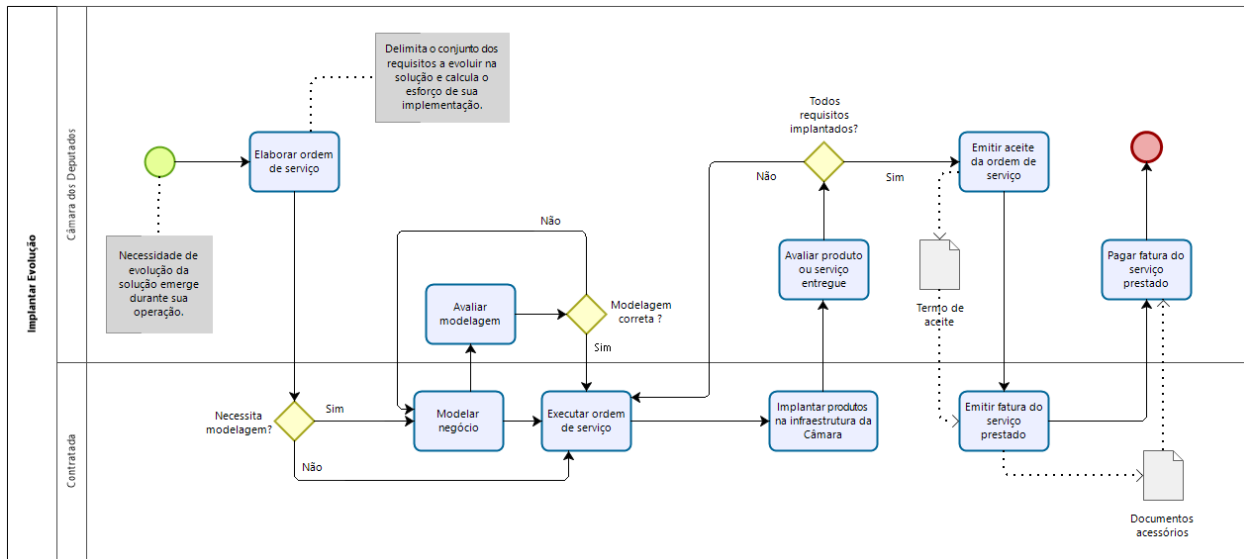 Implantar Evolução
Câmara dos Deputados
Delimita o conjunto dos
requisitos a evoluir na
solução e calcula o
esforço de sua
implementação.
Elaborar ordem
de serviço
Necessidade de
evolução da
solução emerge
durante sua
operação.
Não
Avaliar
modelagem
Modelagem
correta ?
Sim
Todos
requisitos
implantados?
Não
Sim
Avaliar produto
ou serviço
entregue
Emitir aceite
da ordem de
serviço
Termo de
aceite
Pagar fatura do
serviço
prestado
Contratada
Necessita
modelagem?
Sim
Não
Modelar
negócio
Executar ordem
de serviço
Implantar produtos
na infraestrutura da
Câmara
Emitir fatura do
serviço
prestado
Documentos
acessórios